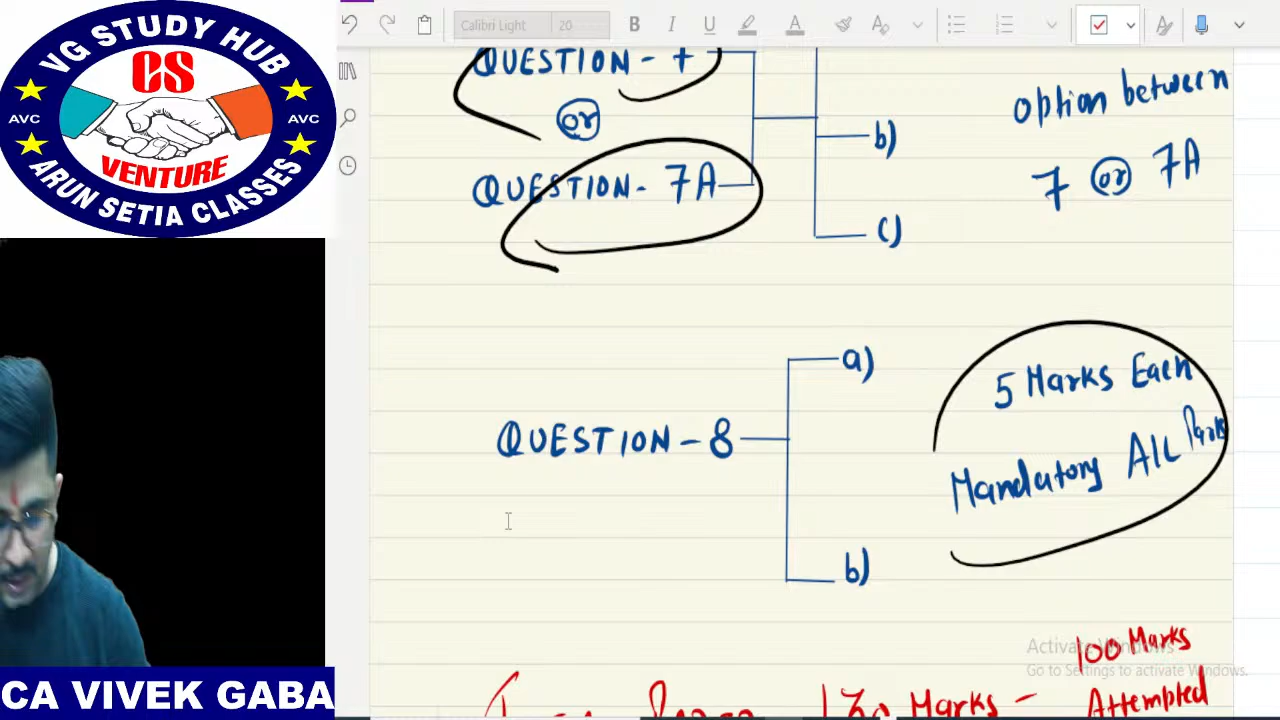 VG STUDY HUB
CS
AVC
AVC
VENTURE
ARUN SETIA CLASSES
Calibri Light
20
B
I
U
A
QUESTION - 7
or
QUESTION - 7A
b)
c)
option between
7 or 7A
QUESTION - 8
a)
b)
5 Marks Each
Mandatory All Parts
100 Marks
Attempted
Marks -
Activate Windows
Go to Settings to activate Windows.
CA VIVEK GABA